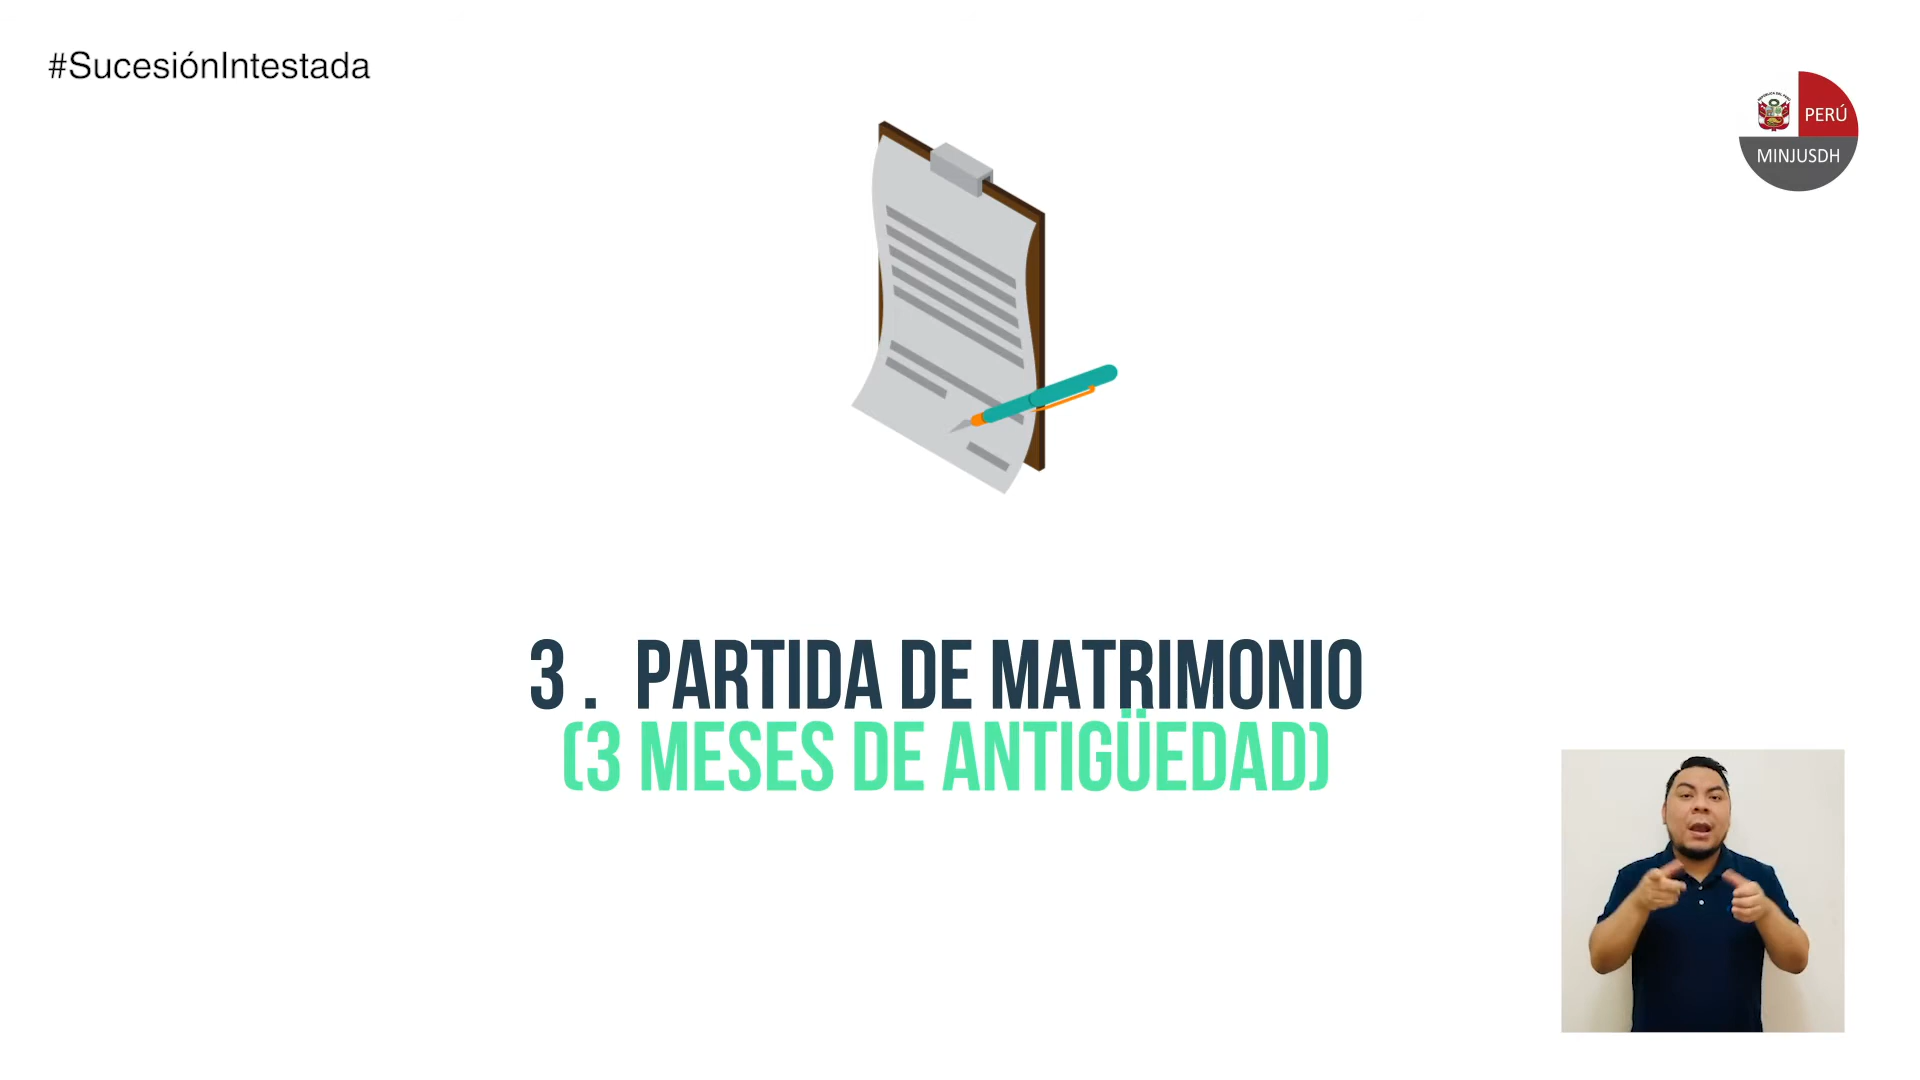 #SucesiónIntestada
PERÚ
MINJUSDH
3 . PARTIDA DE MATRIMONIO
(3 MESES DE ANTIGÜEDAD)